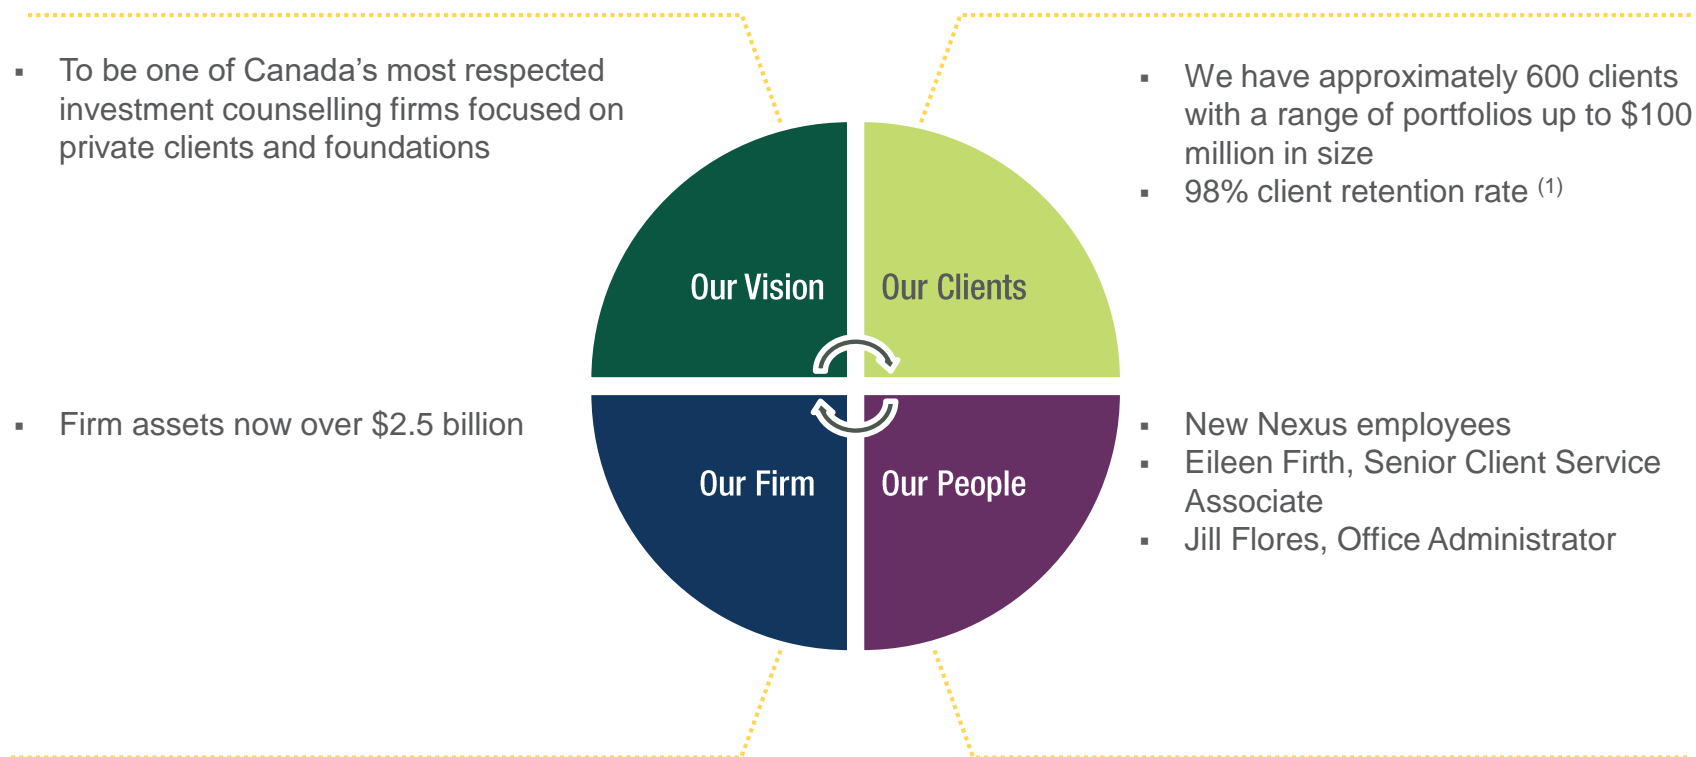 ▪ To be one of Canada’s most respected
investment counselling firms focused on
private clients and foundations
▪ We have approximately 600 clients
with a range of portfolios up to $100
million in size
▪ 98% client retention rate (1)
Our Vision
Our Clients
▪ Firm assets now over $2.5 billion
Our Firm
Our People
▪ New Nexus employees
▪ Eileen Firth, Senior Client Service
Associate
▪ Jill Flores, Office Administrator